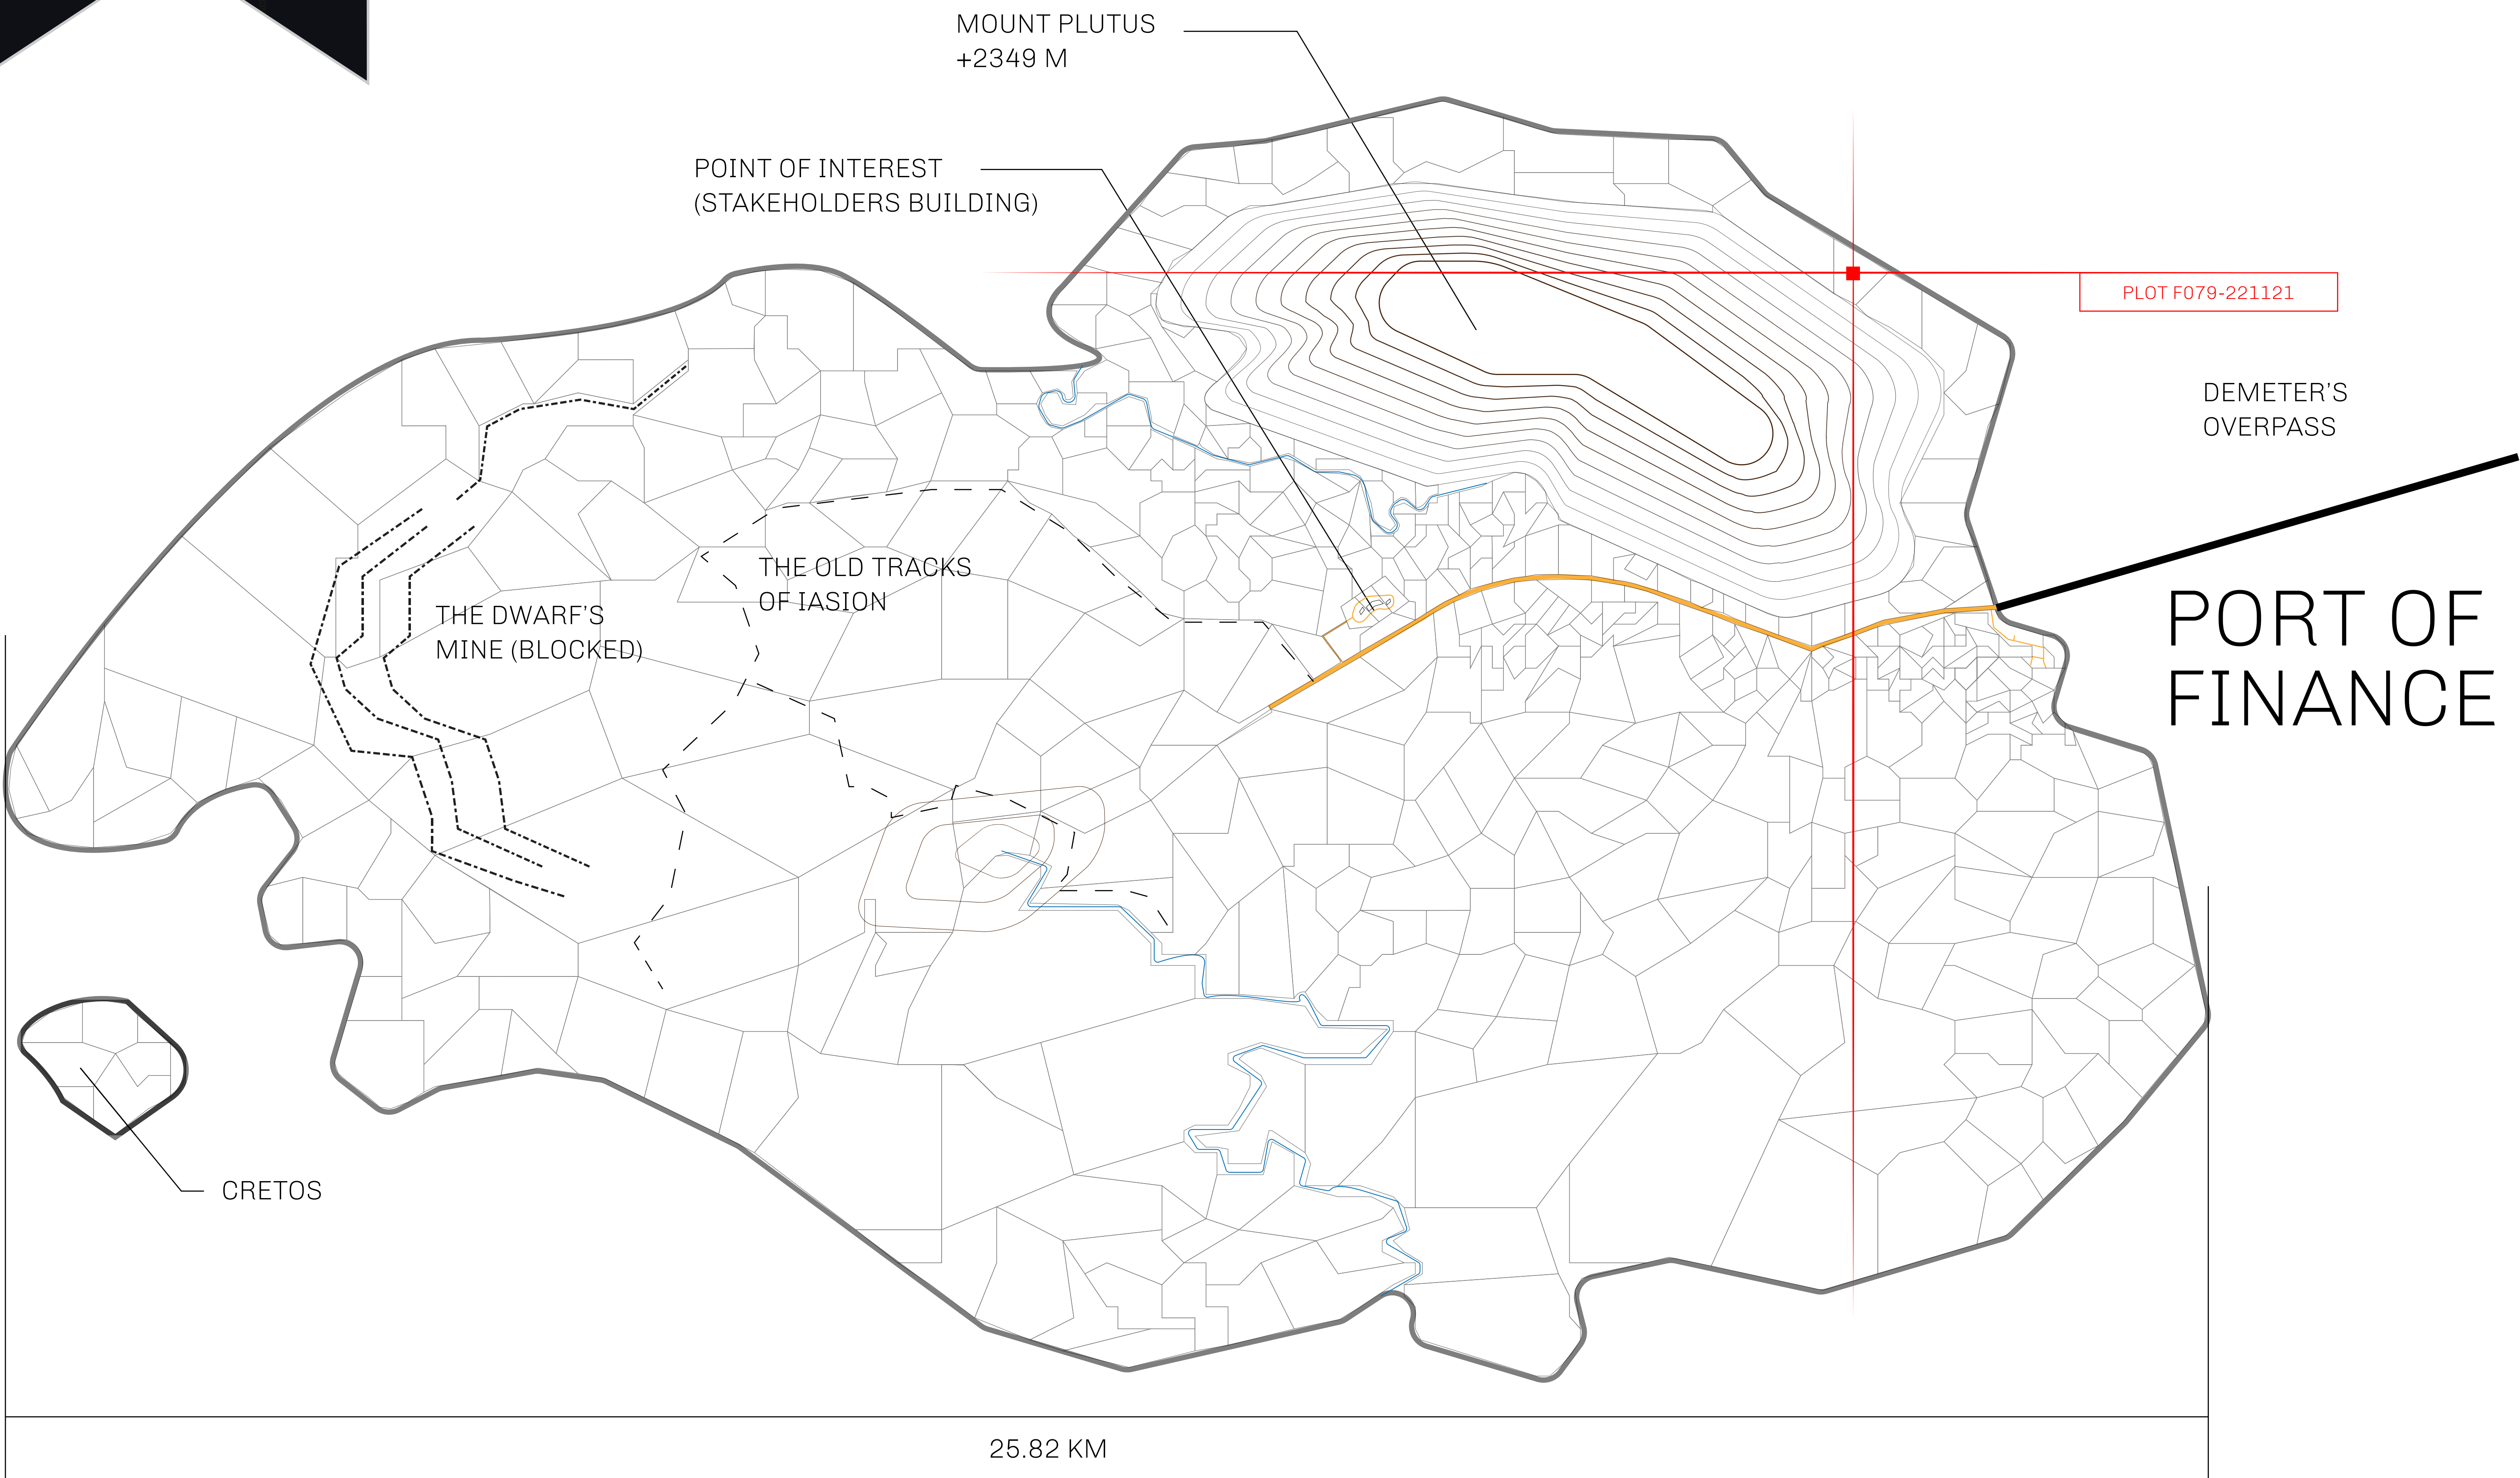 MOUNT PLUTUS
+2349 M
POINT OF INTEREST
(STAKEHOLDERS BUILDING)
PLOT F079-221121
DEMETER'S
OVERPASS
THE OLD TRACKS
OF IASION
THE DWARF'S
MINE (BLOCKED)
PORT OF
FINANCE
CRETOS
25.82 KM